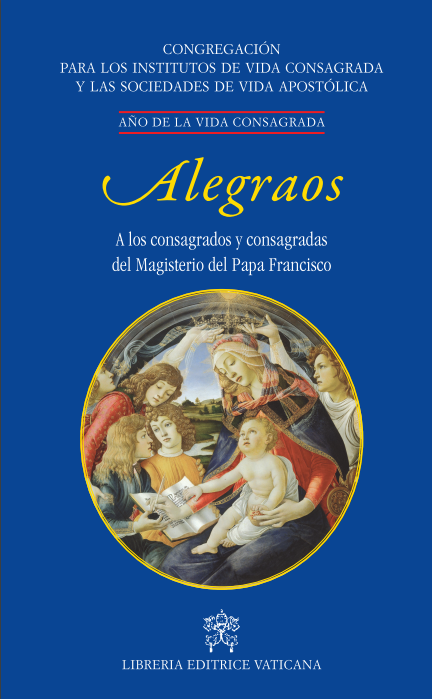 CONGREGACIÓN
PARA LOS INSTITUTOS DE VIDA CONSAGRADA
Y LAS SOCIEDADES DE VIDA APOSTÓLICA
AÑO DE LA VIDA CONSAGRADA
Alegraos
A los consagrados y consagradas
del Magisterio del Papa Francisco
LIBRERIA EDITRICE VATICANA